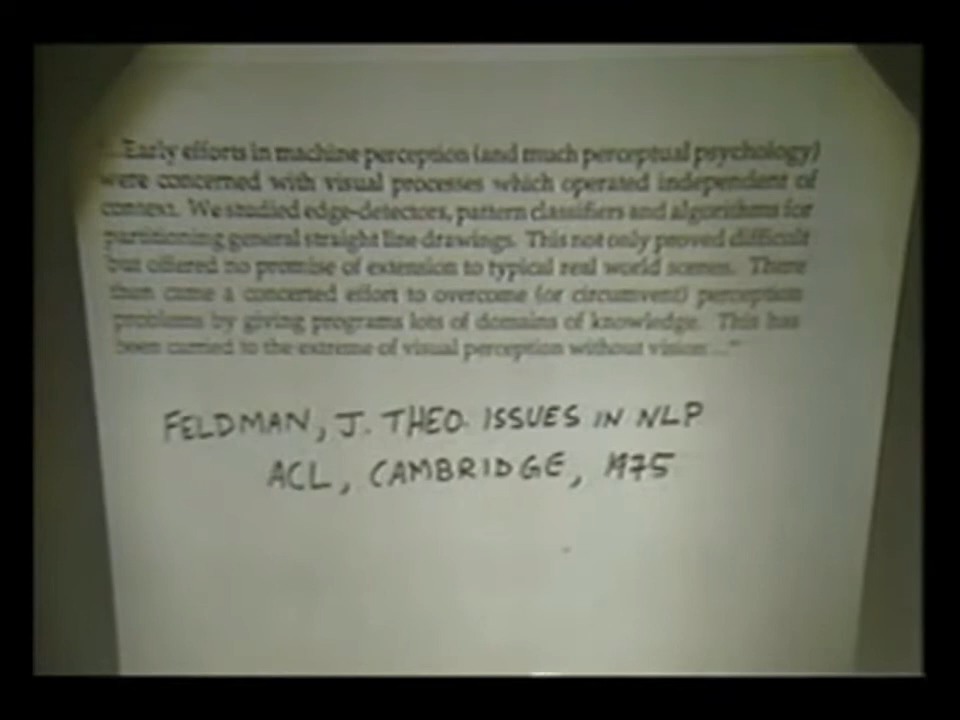 "...Early efforts in machine perception (and much perceptual psychology)
were concerned with visual processes which operated independent of
context. We studied edge-detectors, pattern classifiers and algorithms for
partitioning general straight line drawings. This not only proved difficult
but offered no promise of extension to typical real world scenes. There
then came a concerted effort to overcome (or circumvent) perception
problems by giving programs lots of domains of knowledge. This has
been carried to the extreme of visual perception without vision ..."
FELDMAN, J. THEO. ISSUES IN NLP
ACL, CAMBRIDGE, 1975